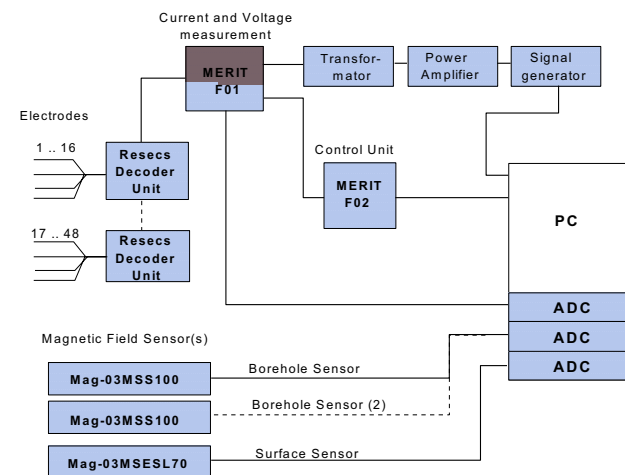 Current and Voltage
measurement
MERIT
F01
Transfor-
mator
Power
Amplifier
Signal
generator
Electrodes
1 .. 16
Resecs
Decoder
Unit
Control Unit
MERIT
F02
PC
17 .. 48
Resecs
Decoder
Unit
ADC
ADC
ADC
Magnetic Field Sensor(s)
Mag-03MSS100
Borehole Sensor
Mag-03MSS100
Borehole Sensor (2)
Mag-03MSESL70
Surface Sensor